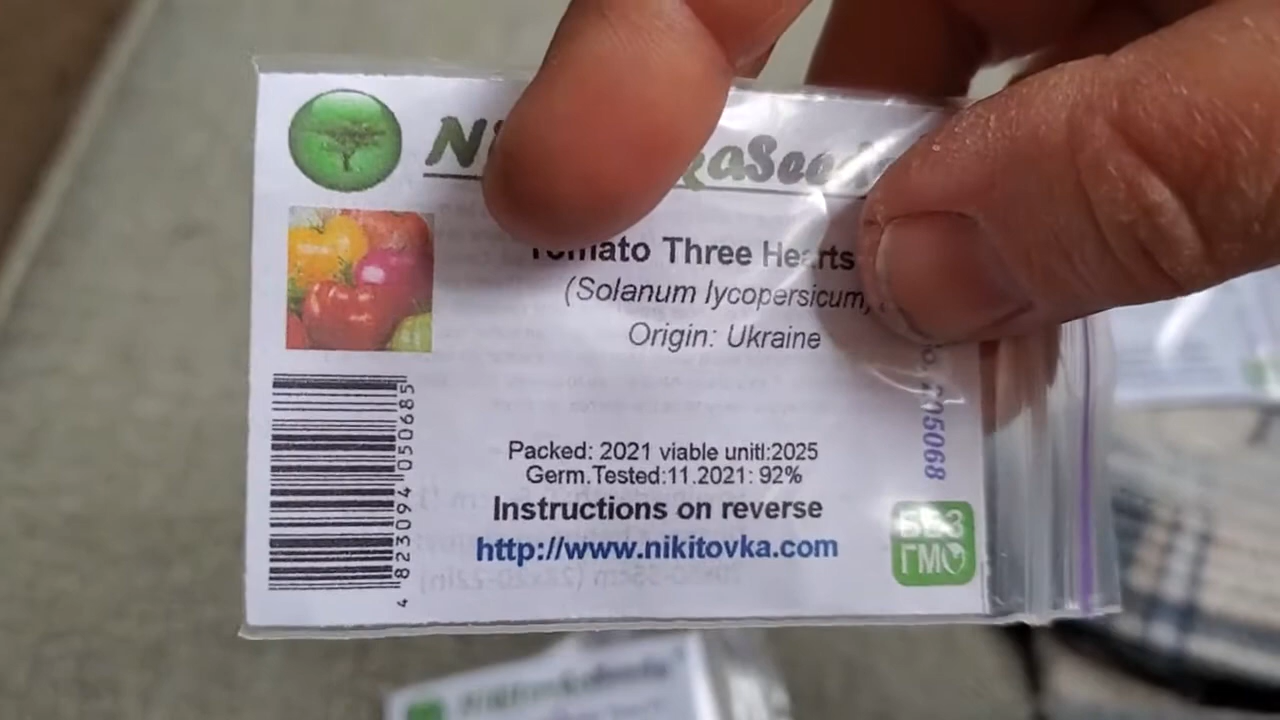 Tomato Three Hearts
(Solanum lycopersicum,
Origin: Ukraine
Packed: 2021 viable unitl:2025
Germ.Tested:11.2021: 92%
Instructions on reverse
http://www.nikitovka.com
4 823094 050685
205068
БЕЗ
ГМО